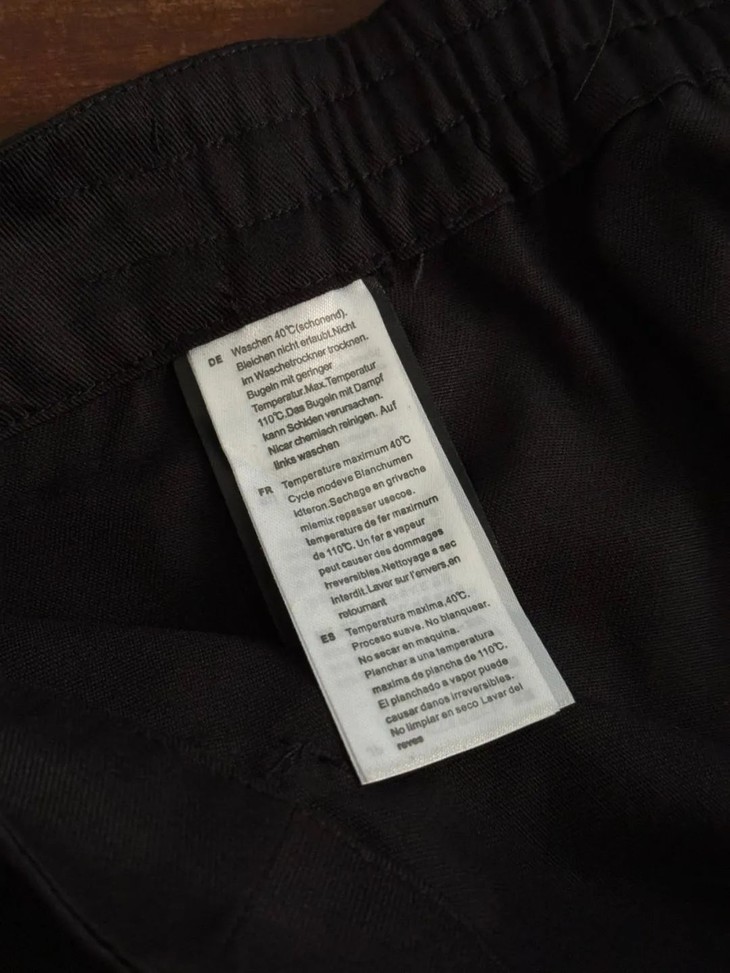 DE Waschen 40°C(schonend).
Bleichen nicht erlaubt.Nicht
im Waschetrockner trocknen.
Bugeln mit geringer
Temperatur.Max.Temperatur
110°C.Das Bugeln mit Dampf
kann Schiden verursachen.
Nicar chemiach reinigen. Auf
links waschen
FR Temperature maximum 40°C
Cycle modeve Blanchumen
idteron.Sechage en grivache
miemix repasser usecoe.
temperature de fer maximum
de 110°C. Un fer a vapeur
peut causer des dommages
Irreversibles.Nettoyage a sec
Interdit.Laver sur l'envers,en
retournant
ES Temperatura maxima.40°C.
Proceso suave. No blanquear.
No secar en maquina.
Planchar a una temperatura
maxima de plancha de 110°C.
El planchado a vapor puede
causar danos irreversibles.
No limpiar en seco Lavar del
reves